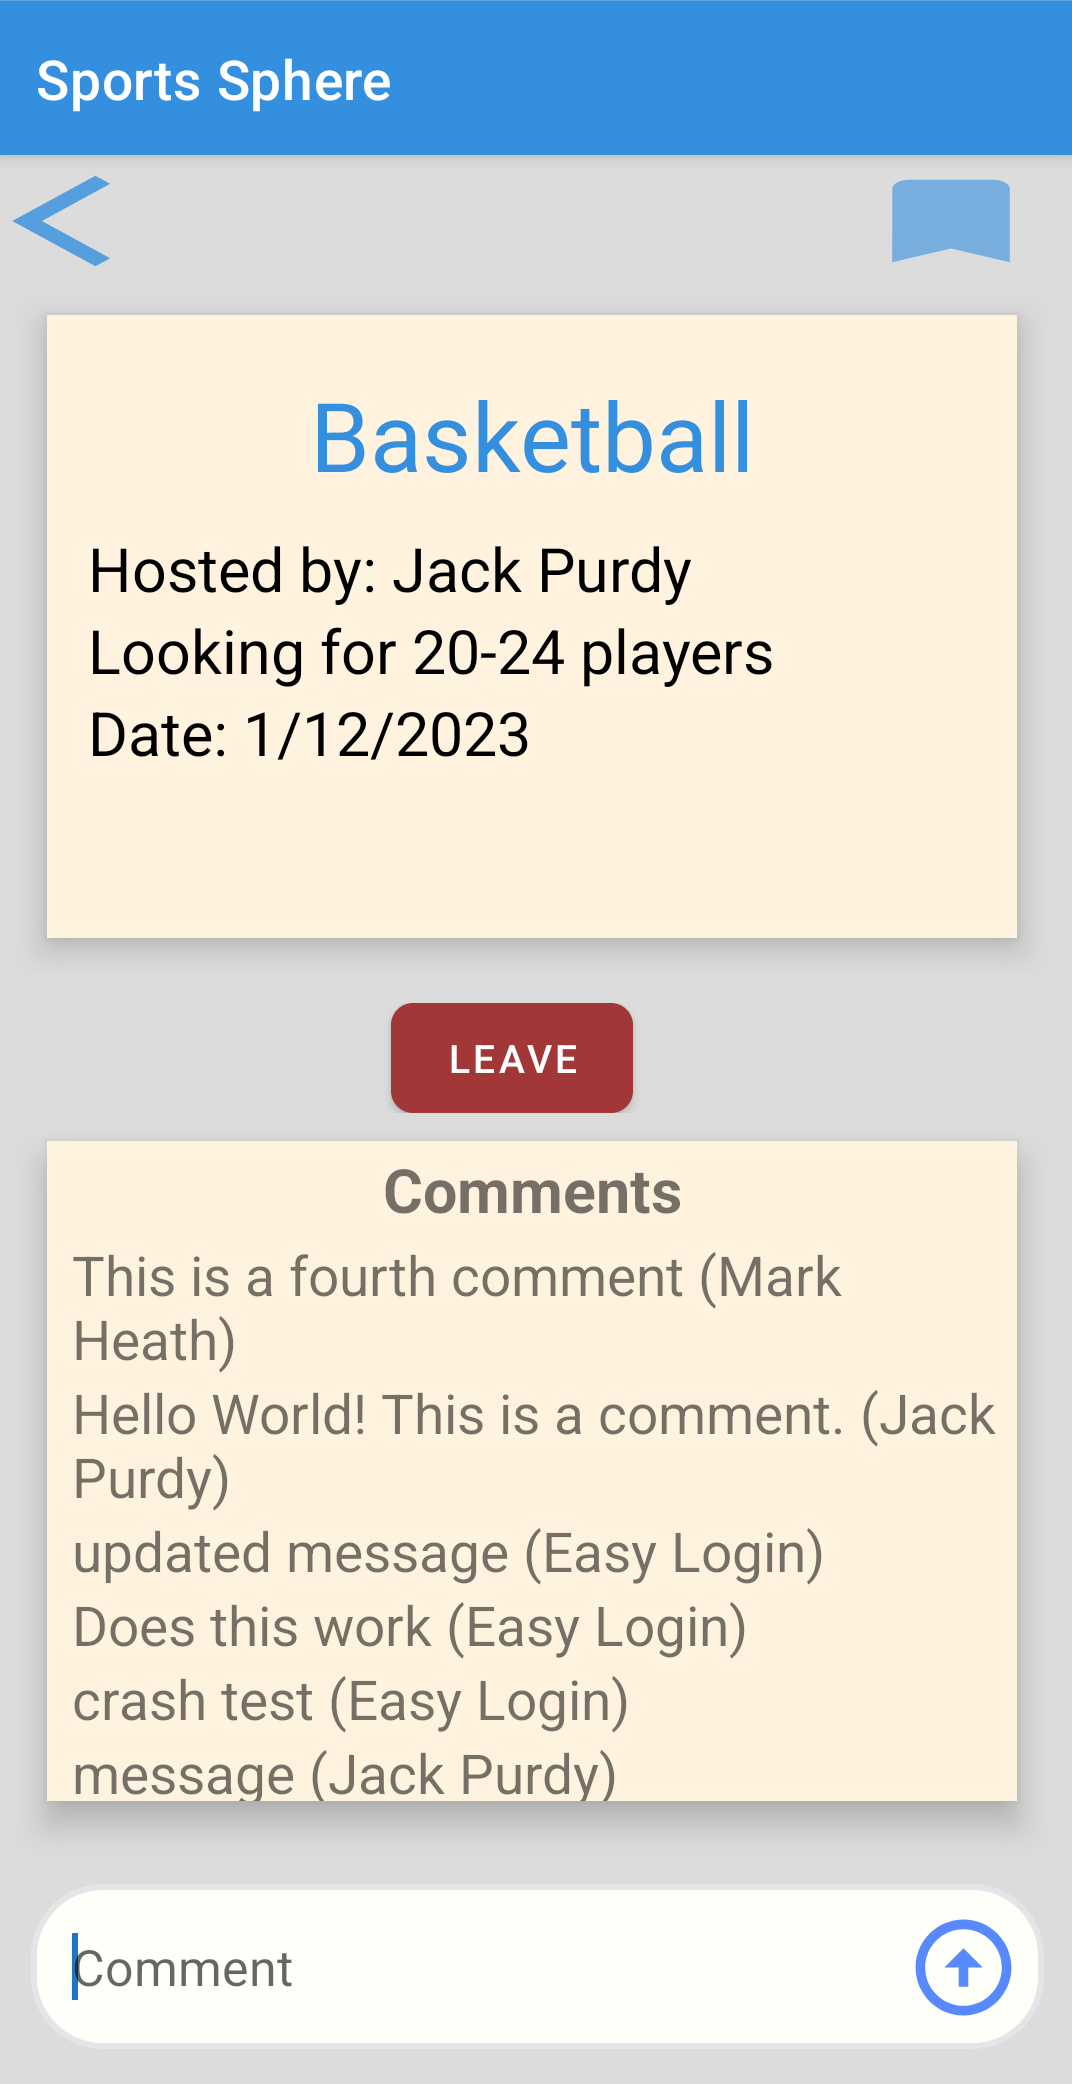 Sports Sphere
Basketball
Hosted by: Jack Purdy
Looking for 20-24 players
Date: 1/12/2023
LEAVE
Comments
This is a fourth comment (Mark
Heath)
Hello World! This is a comment. (Jack
Purdy)
updated message (Easy Login)
Does this work (Easy Login)
crash test (Easy Login)
message (Jack Purdy)
Comment